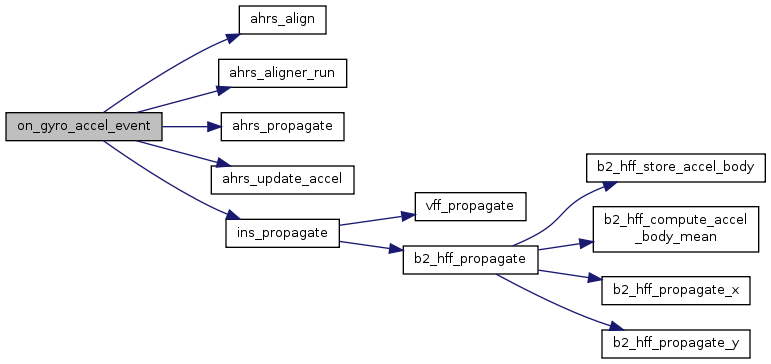 ahrs_align
ahrs_aligner_run
on_gyro_accel_event
ahrs_propagate
ahrs_update_accel
ins_propagate
vff_propagate
b2_hff_propagate
b2_hff_store_accel_body
b2_hff_compute_accel
_body_mean
b2_hff_propagate_x
b2_hff_propagate_y